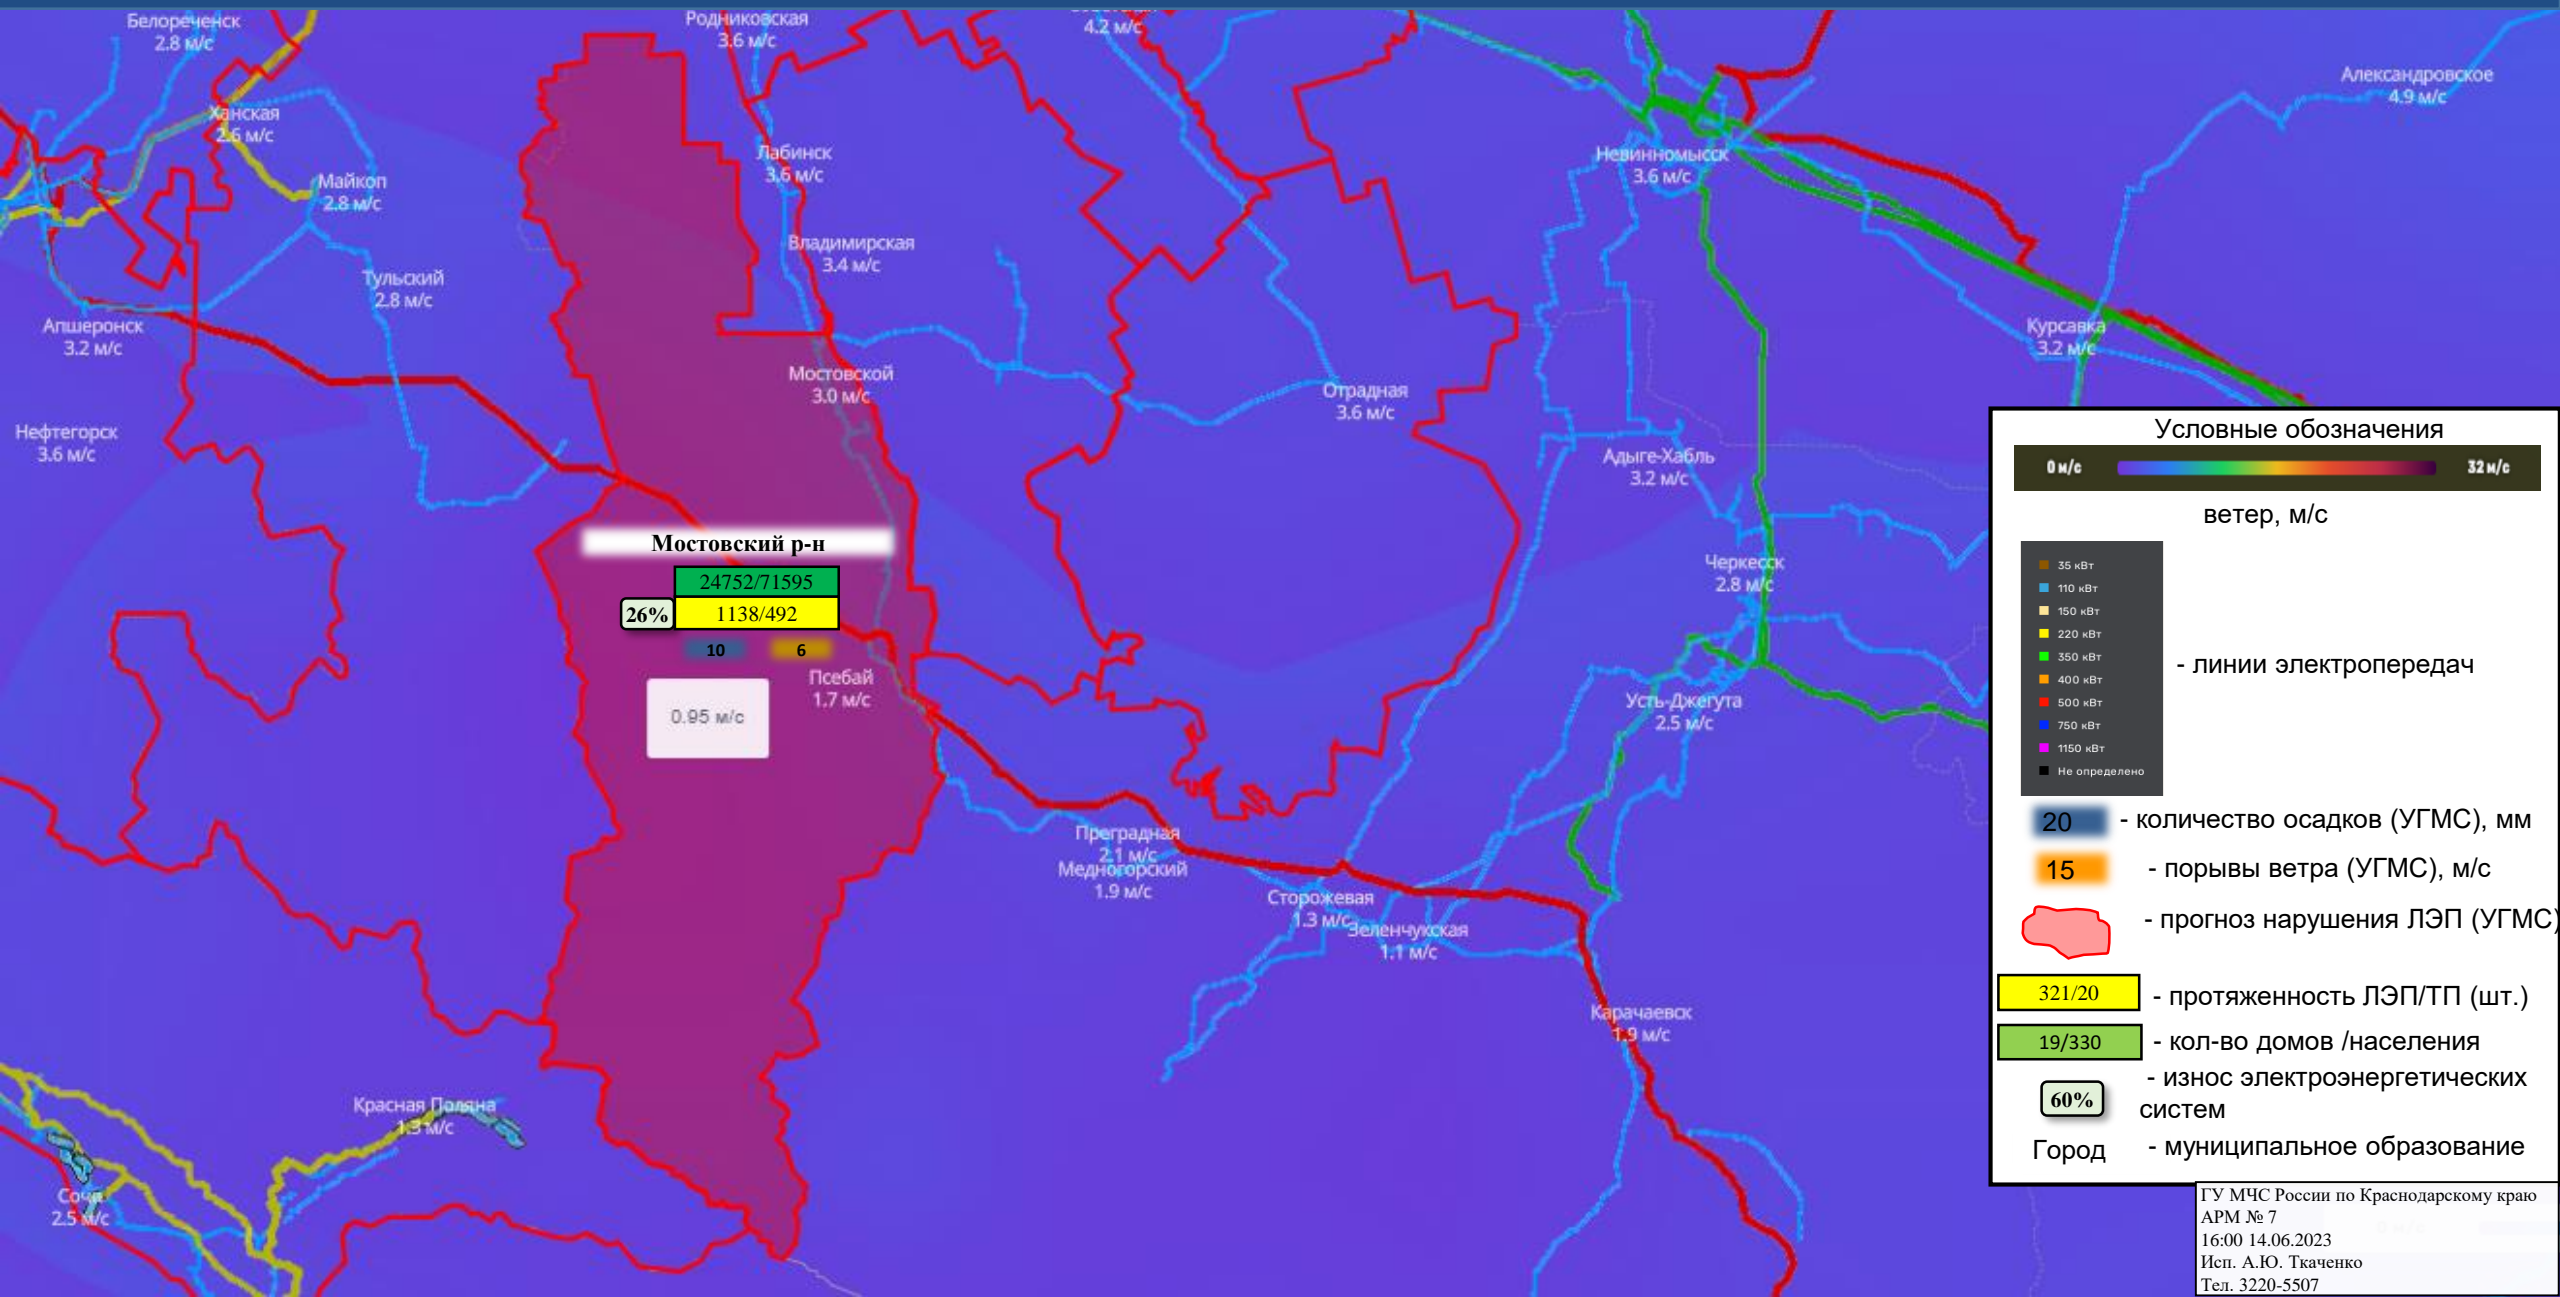 Белореченск
2.8 м/с
Родниковская
3.6 м/с
4.2 м/с
Александровское
4.9 м/с
Ханская
2.6 м/с
Майкоп
2.8 м/с
Лабинск
3.6 м/с
Невинномысск
3.6 м/с
Владимирская
3.4 м/с
Тульский
2.8 м/с
Апшеронск
3.2 м/с
Курсавка
3.2 м/с
Мостовской
3.0 м/с
Отрадная
3.6 м/с
Нефтегорск
3.6 м/с
Адыге-Хабль
3.2 м/с
Мостовский р-н
24752/71595
26%
1138/492
10
6
Черкесск
2.8 м/с
Псебай
1.7 м/с
0.95 м/с
Усть-Джегута
2.5 м/с
Преградная
2.1 м/с
Медногорский
1.9 м/с
Сторожевая
1.3 м/с
Зеленчукская
1.1 м/с
Карачаевск
1.9 м/с
Красная Поляна
1.3 м/с
Сочи
2.5 м/с
Условные обозначения
0 м/с
32 м/с
ветер, м/с
35 кВт
110 кВт
150 кВт
220 кВт
350 кВт
400 кВт
500 кВт
750 кВт
1150 кВт
Не определено
- линии электропередач
20 - количество осадков (УГМС), мм
15 - порывы ветра (УГМС), м/с
- прогноз нарушения ЛЭП (УГМС)
321/20 - протяженность ЛЭП/ТП (шт.)
19/330 - кол-во домов /населения
60% - износ электроэнергетических
систем
Город - муниципальное образование
ГУ МЧС России по Краснодарскому краю
АРМ № 7
16:00 14.06.2023
Исп. А.Ю. Ткаченко
Тел. 3220-5507